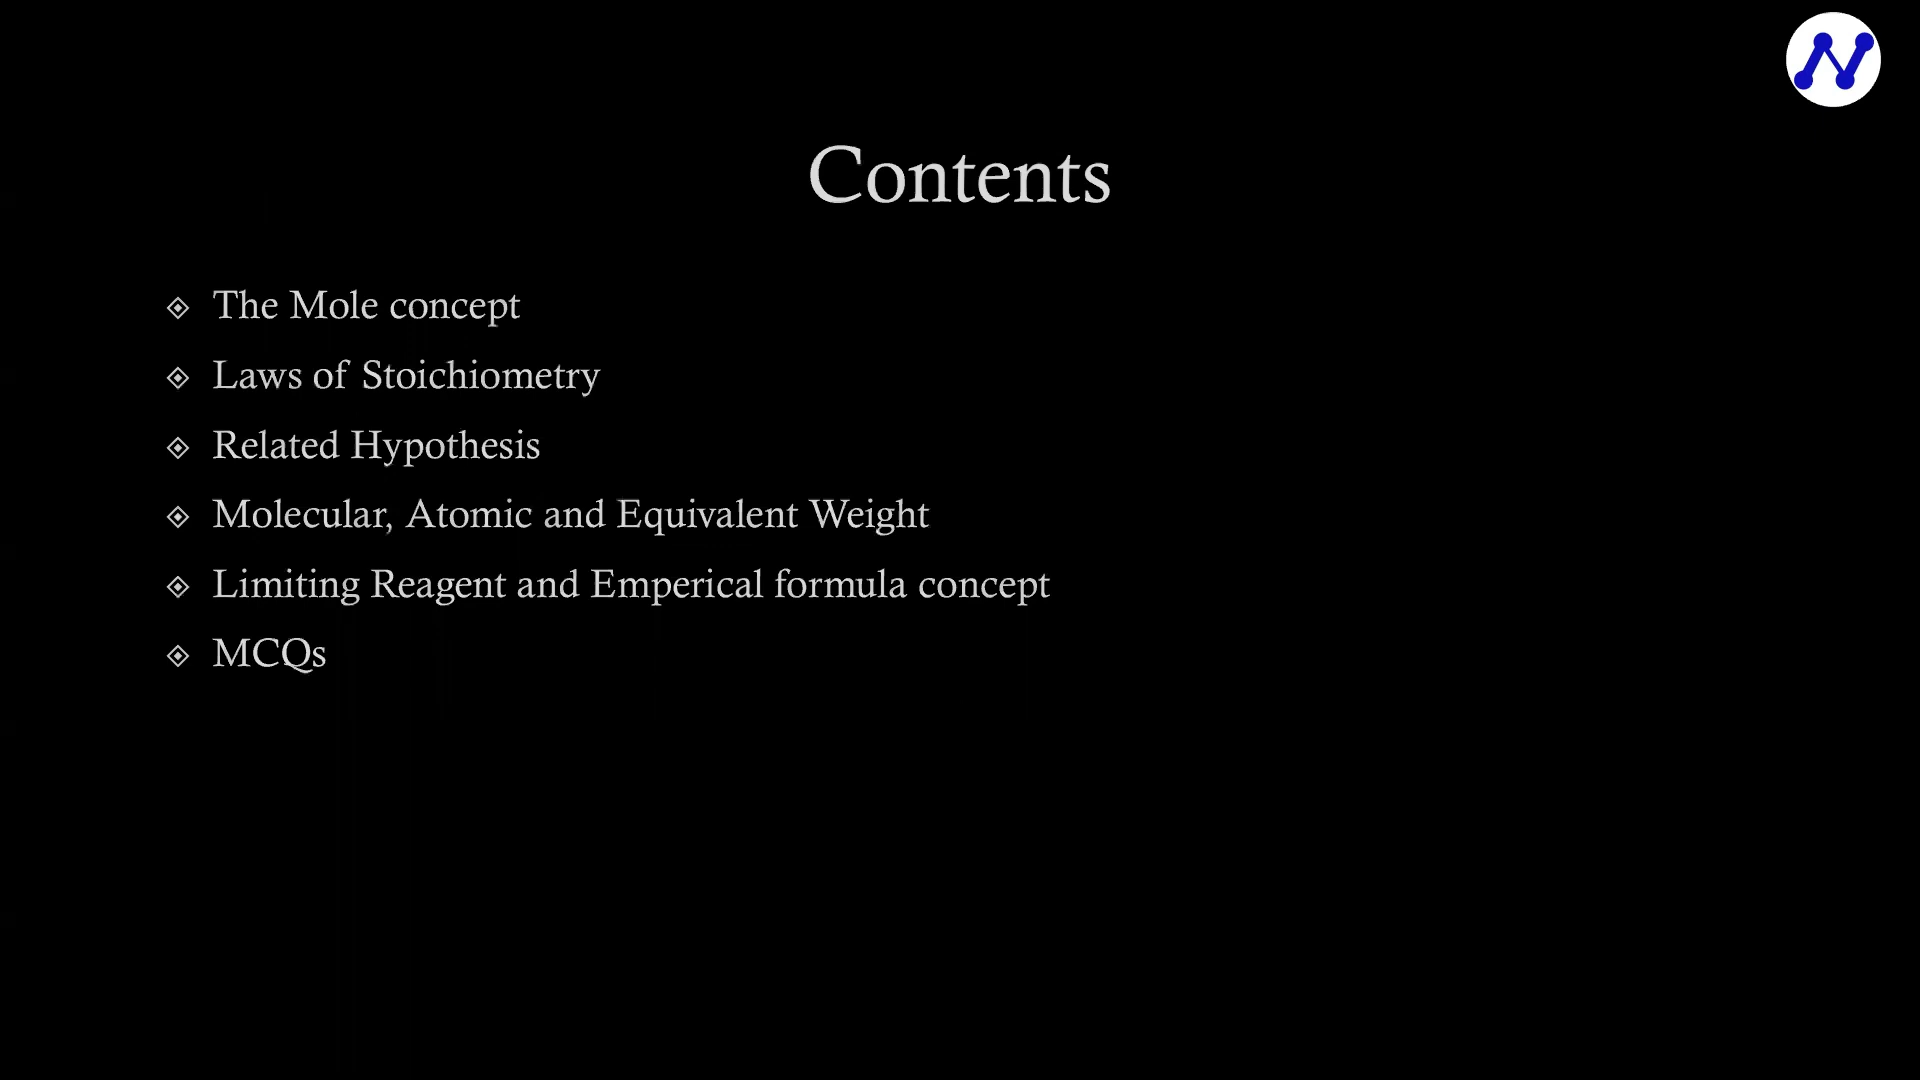 Contents
The Mole concept
Laws of Stoichiometry
Related Hypothesis
Molecular, Atomic and Equivalent Weight
Limiting Reagent and Emperical formula concept
MCQs